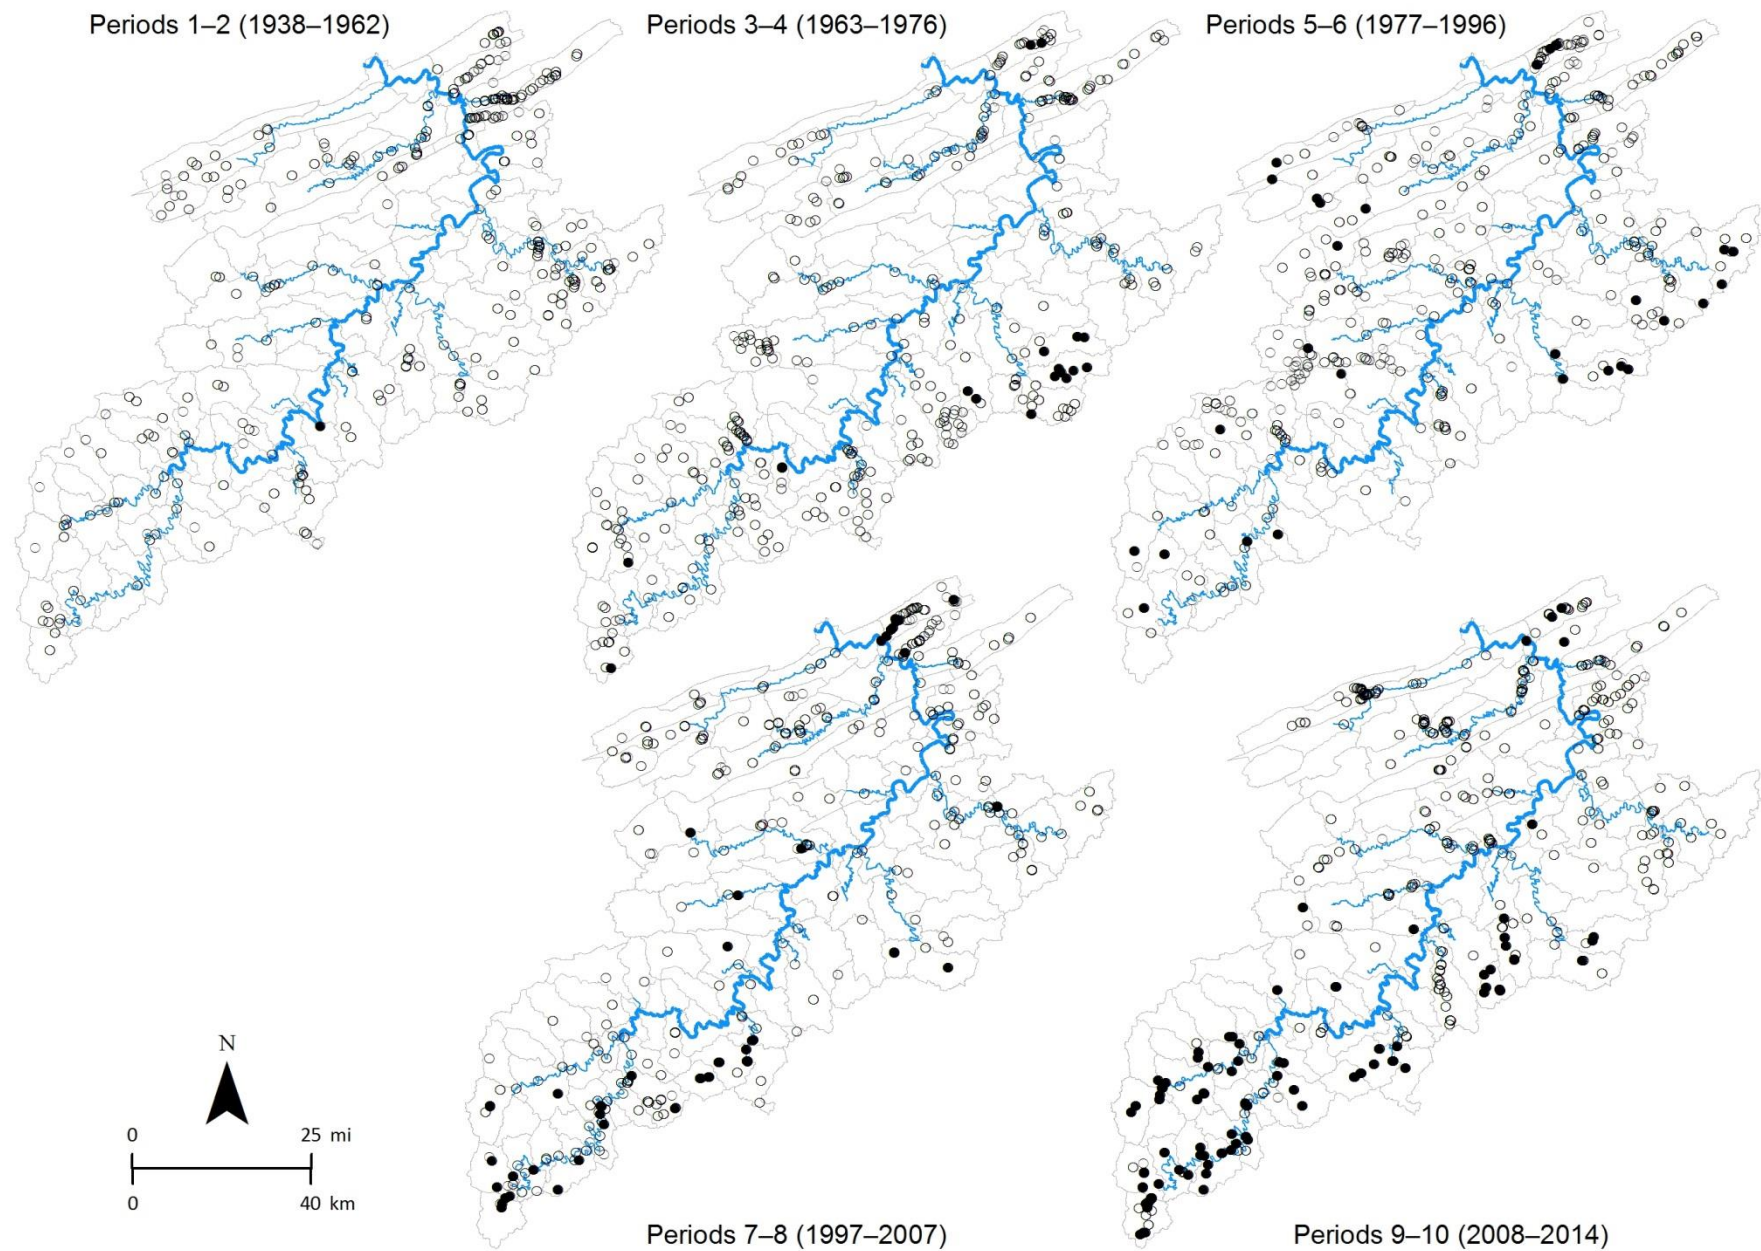 Periods 1–2 (1938–1962)
Periods 3–4 (1963–1976)
Periods 5–6 (1977–1996)
N
0 25 mi
0 40 km
Periods 7–8 (1997–2007)
Periods 9–10 (2008–2014)